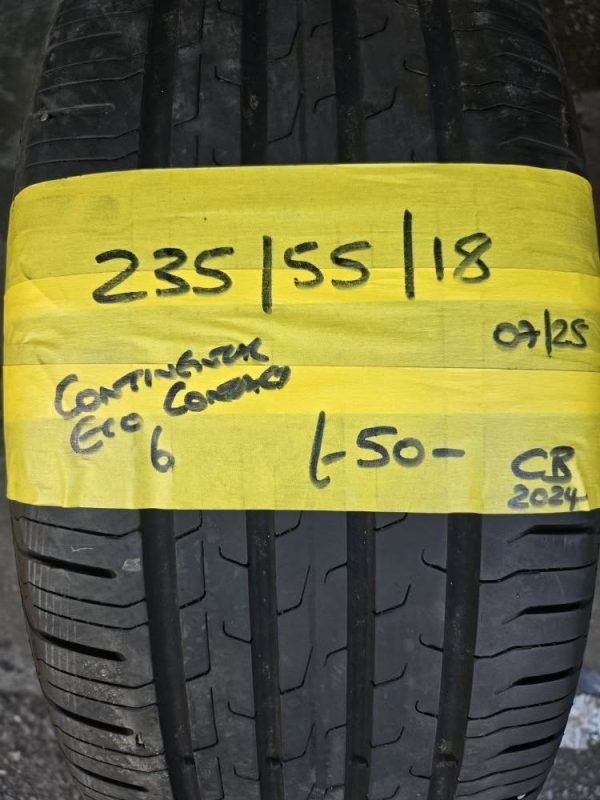 235/55/18
07/25
CONTINENTAL
ECO CONTACT
6
£-50-
CB
2024